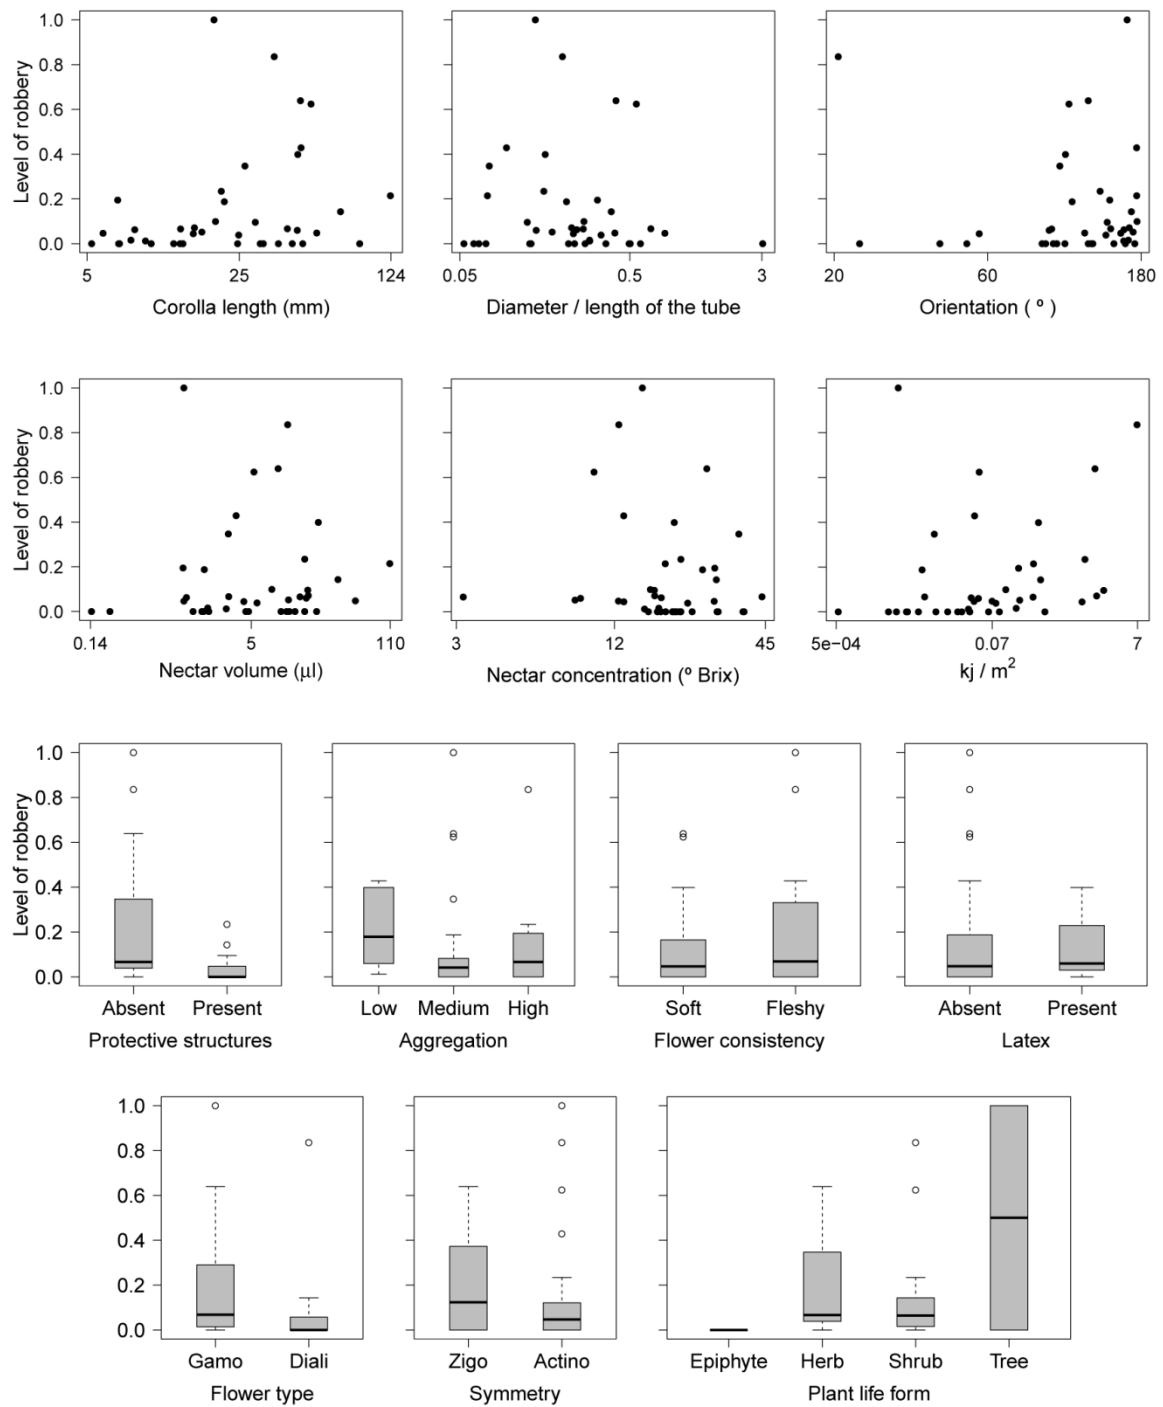 1.0
0.8
0.6
0.4
0.2
0.0
Level of robbery
5 25 124
Corolla length (mm)
0.05 0.5 3
Diameter / length of the tube
20 60 180
Orientation ( º )
1.0
0.8
0.6
0.4
0.2
0.0
Level of robbery
0.14 5 110
Nectar volume (µl)
3 12 45
Nectar concentration (º Brix)
5e−04 0.07 7
kj / m²
1.0
0.8
0.6
0.4
0.2
0.0
Level of robbery
Absent Present
Protective structures
Low Medium High
Aggregation
Soft Fleshy
Flower consistency
Absent Present
Latex
1.0
0.8
0.6
0.4
0.2
0.0
Gamo Diali
Flower type
Zigo Actino
Symmetry
Epiphyte Herb Shrub Tree
Plant life form